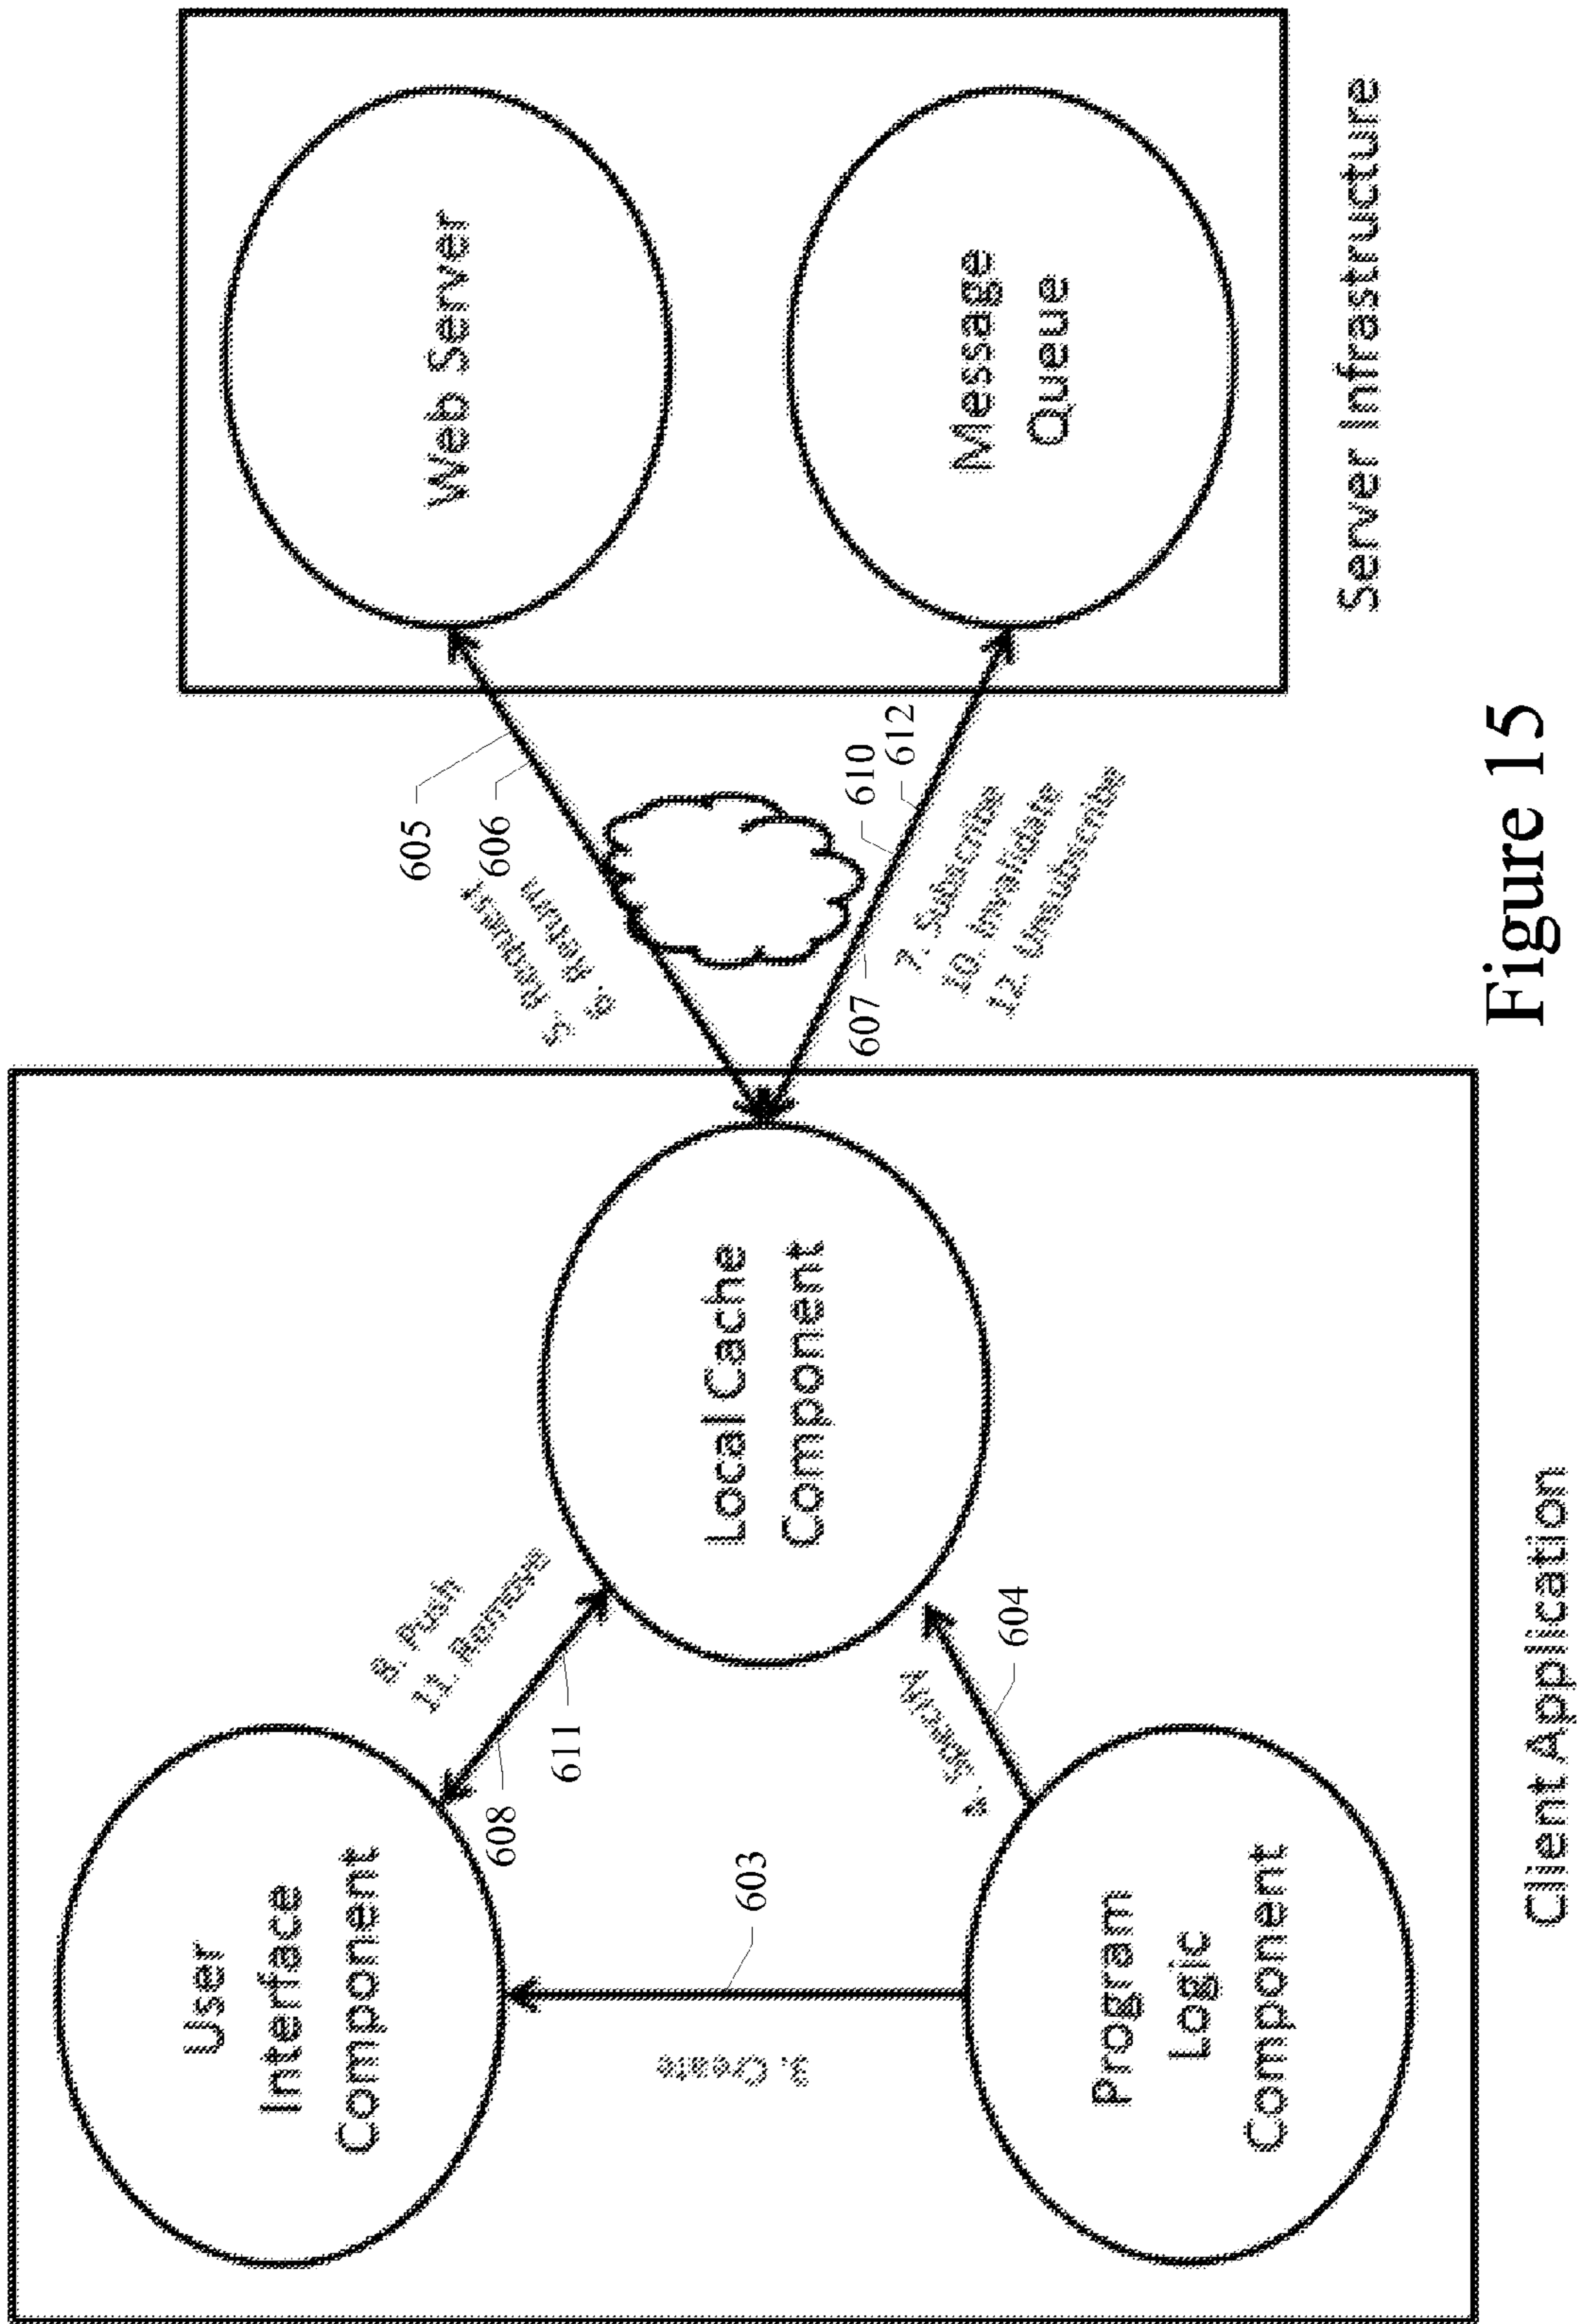 User
Interface
Component
8. Push
11. Remove
608
611
3. Create
603
Program
Logic
Component
4. Specify
604
Local Cache
Component
5. Request
6. Return
605
606
607
610
612
7. Subscribe
10. Invalidate
12. Unsubscribe
Web Server
Message
Queue
Client Application
Server Infrastructure
Figure 15